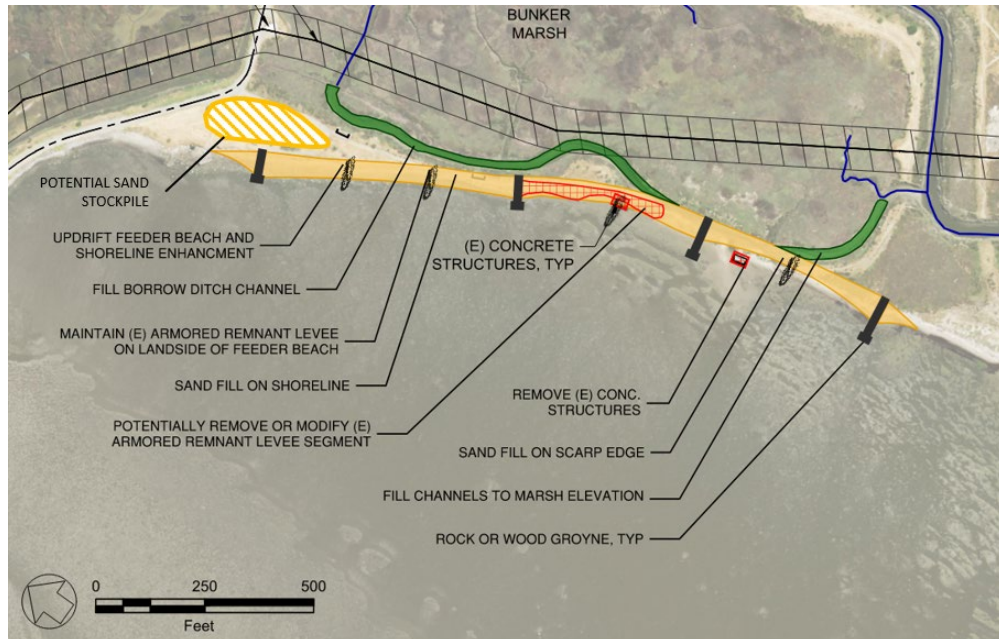 BUNKER
MARSH
POTENTIAL SAND
STOCKPILE
UPDRIFT FEEDER BEACH AND
SHORELINE ENHANCMENT
FILL BORROW DITCH CHANNEL
MAINTAIN (E) ARMORED REMNANT LEVEE
ON LANDSIDE OF FEEDER BEACH
SAND FILL ON SHORELINE
POTENTIALLY REMOVE OR MODIFY (E)
ARMORED REMNANT LEVEE SEGMENT
(E) CONCRETE
STRUCTURES, TYP
REMOVE (E) CONC.
STRUCTURES
SAND FILL ON SCARP EDGE
FILL CHANNELS TO MARSH ELEVATION
ROCK OR WOOD GROYNE, TYP
0 250 500
Feet